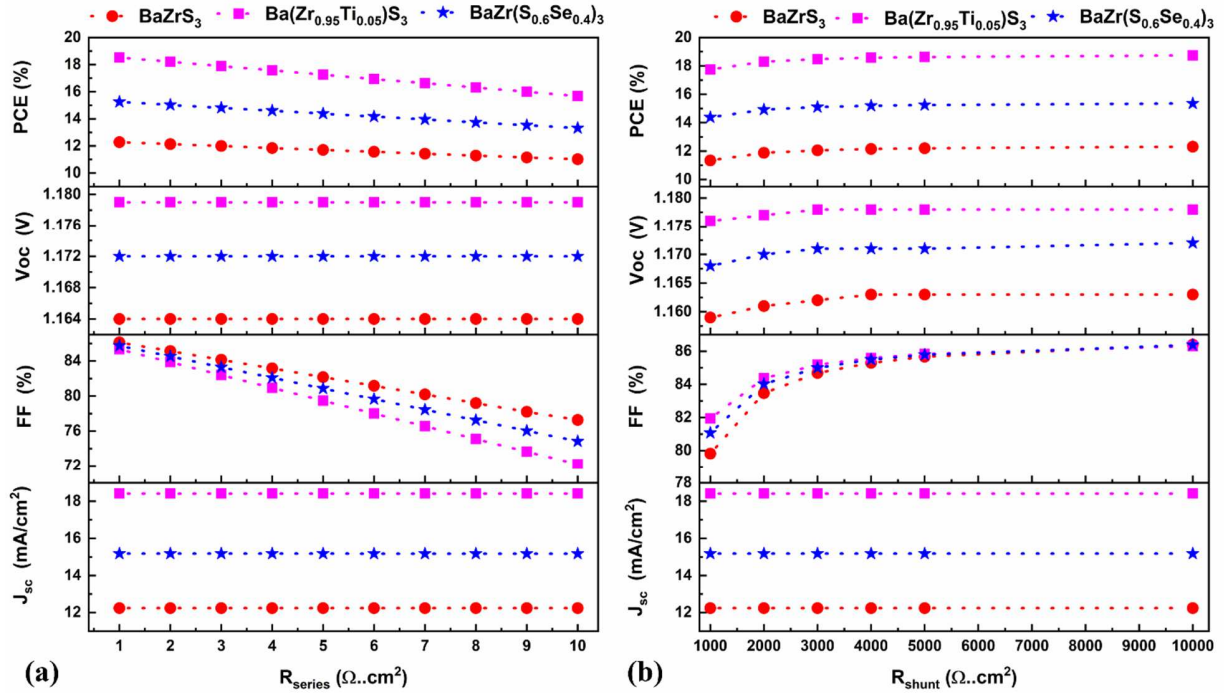 BaZrS3 Ba(Zr0.95Ti0.05)S3 BaZr(S0.6Se0.4)3
PCE (%)
20
18
16
14
12
10
Voc (V)
1.180
1.176
1.172
1.168
1.164
FF (%)
84
80
76
72
Jsc (mA/cm2)
18
16
14
12
1 2 3 4 5 6 7 8 9 10
(a) Rseries (Ω..cm2)
BaZrS3 Ba(Zr0.95Ti0.05)S3 BaZr(S0.6Se0.4)3
PCE (%)
20
18
16
14
12
10
Voc (V)
1.180
1.170
1.160
FF (%)
86
84
82
80
78
Jsc (mA/cm2)
18
16
14
12
1000 2000 3000 4000 5000 6000 7000 8000 9000 10000
(b) Rshunt (Ω..cm2)